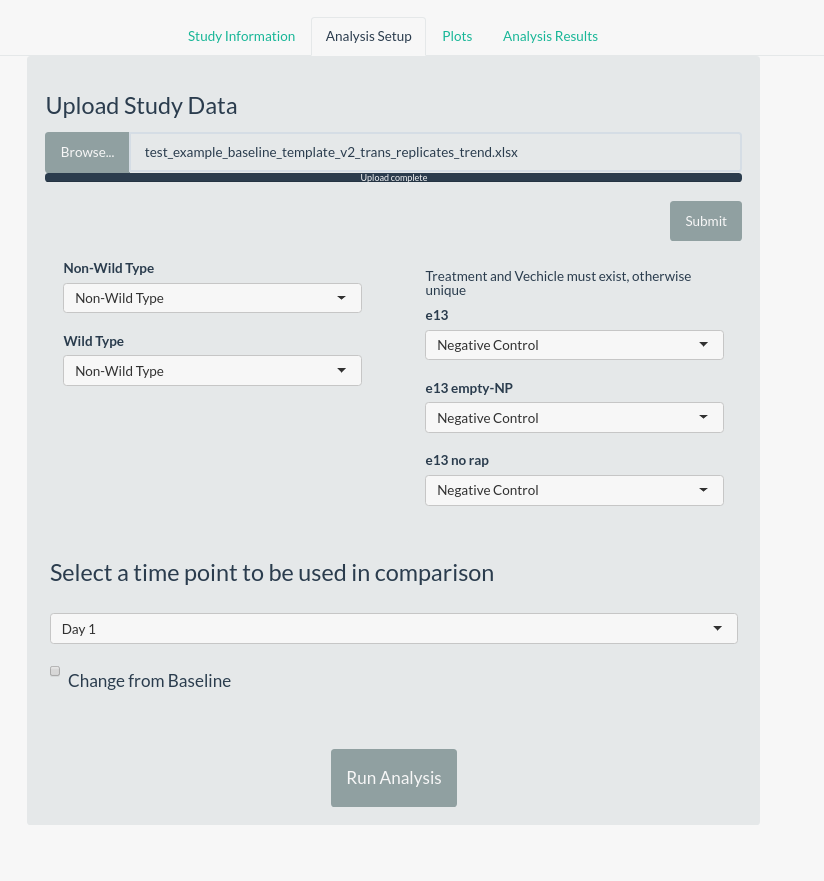 Study Information
Analysis Setup
Plots
Analysis Results
Upload Study Data
Browse...
test_example_baseline_template_v2_trans_replicates_trend.xlsx
Upload complete
Submit
Non-Wild Type
Non-Wild Type
Wild Type
Non-Wild Type
Treatment and Vechicle must exist, otherwise
unique
e13
Negative Control
e13 empty-NP
Negative Control
e13 no rap
Negative Control
Select a time point to be used in comparison
Day 1
Change from Baseline
Run Analysis